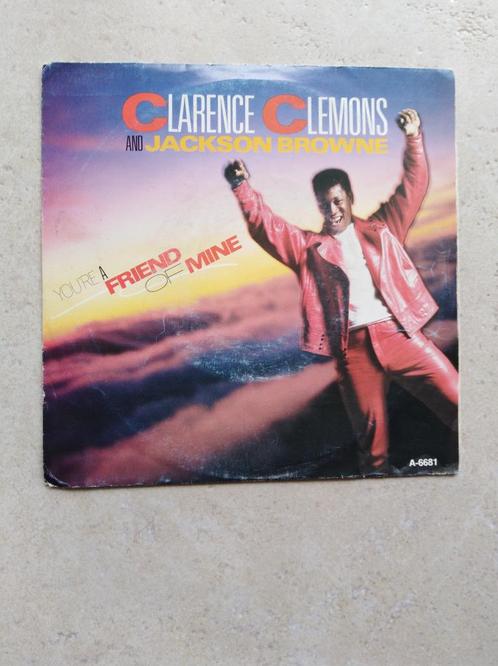 CLARENCE CLEMONS
AND JACKSON BROWNE
YOU'RE A FRIEND OF MINE
A-6681